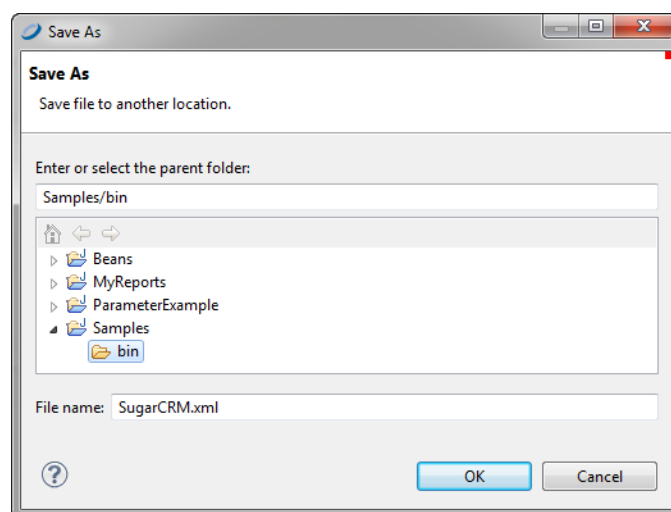 Save As
Save As
Save file to another location.
Enter or select the parent folder:
Samples/bin
Beans
MyReports
ParameterExample
Samples
bin
File name: SugarCRM.xml
OK Cancel